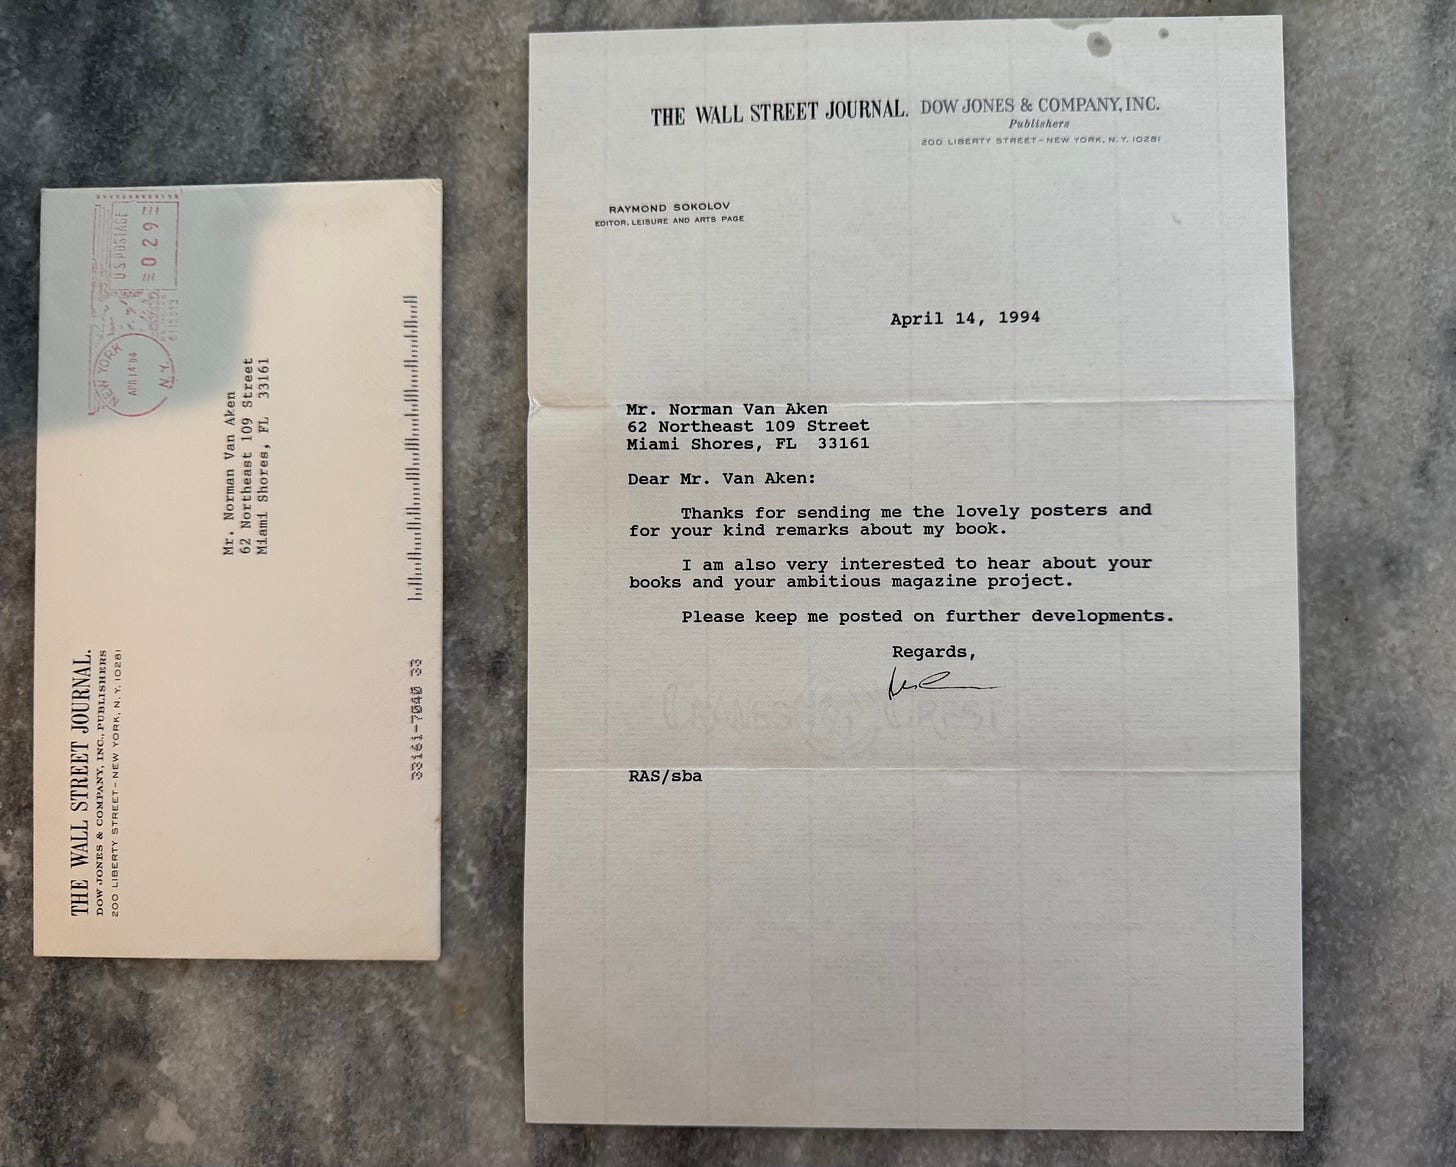 THE WALL STREET JOURNAL. DOW JONES & COMPANY, INC.
Publishers
200 LIBERTY STREET - NEW YORK, N. Y. 10281
RAYMOND SOKOLOV
EDITOR, LEISURE AND ARTS PAGE
April 14, 1994
Mr. Norman Van Aken
62 Northeast 109 Street
Miami Shores, FL 33161
Dear Mr. Van Aken:
Thanks for sending me the lovely posters and
for your kind remarks about my book.
I am also very interested to hear about your
books and your ambitious magazine project.
Please keep me posted on further developments.
Regards,
CRANE'S CREST
RAS/sba
THE WALL STREET JOURNAL.
DOW JONES & COMPANY, INC., PUBLISHERS
200 LIBERTY STREET - NEW YORK, N. Y. 10281
NEW YORK
APR 14 '94
N.Y.
U.S. POSTAGE
029
Mr. Norman Van Aken
62 Northeast 109 Street
Miami Shores, FL 33161
33161-7040 33